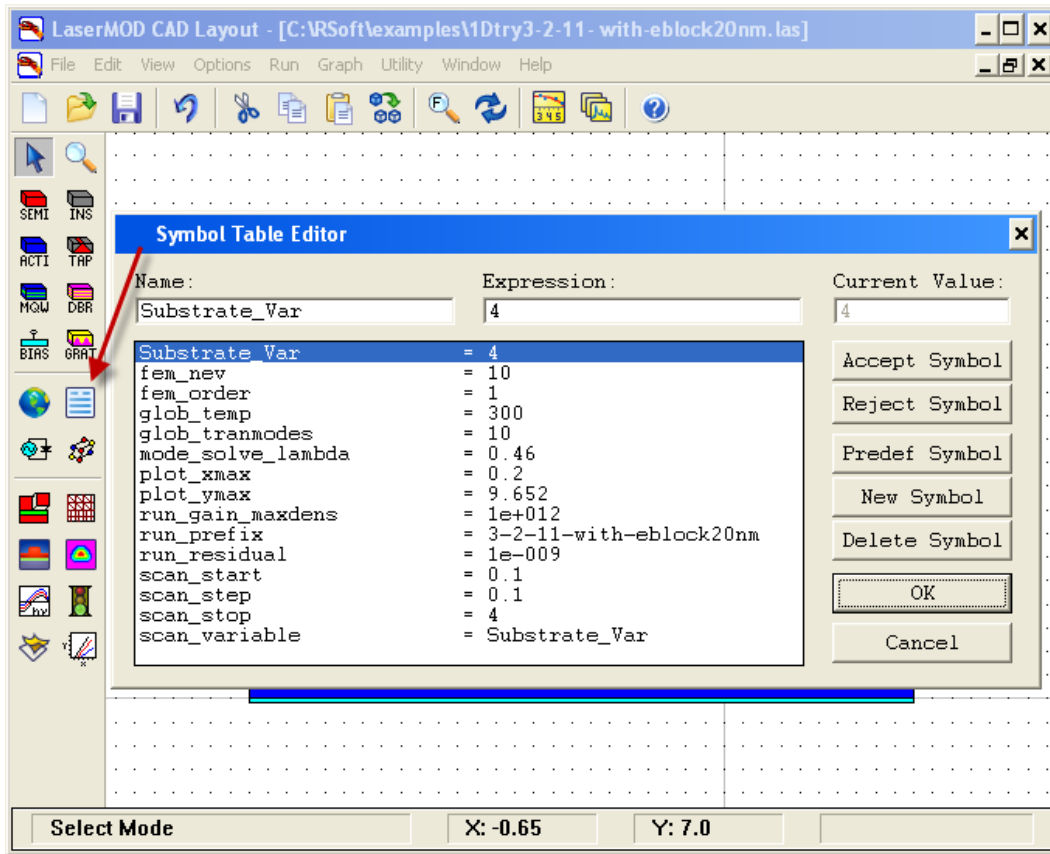 LaserMOD CAD Layout - [C:\RSoft\examples\1Dtry3-2-11- with-eblock20nm.las]
File Edit View Options Run Graph Utility Window Help
SEMI INS
ACTI TAP
MQW DBR
BIAS GRAT
Symbol Table Editor
Name: Expression: Current Value:
Substrate_Var 4 4
Substrate_Var = 4
fem_nev = 10
fem_order = 1
glob_temp = 300
glob_tranmodes = 10
mode_solve_lambda = 0.46
plot_xmax = 0.2
plot_ymax = 9.652
run_gain_maxdens = 1e+012
run_prefix = 3-2-11-with-eblock20nm
run_residual = 1e-009
scan_start = 0.1
scan_step = 0.1
scan_stop = 4
scan_variable = Substrate_Var
Accept Symbol
Reject Symbol
Predef Symbol
New Symbol
Delete Symbol
OK
Cancel
Select Mode X: -0.65 Y: 7.0